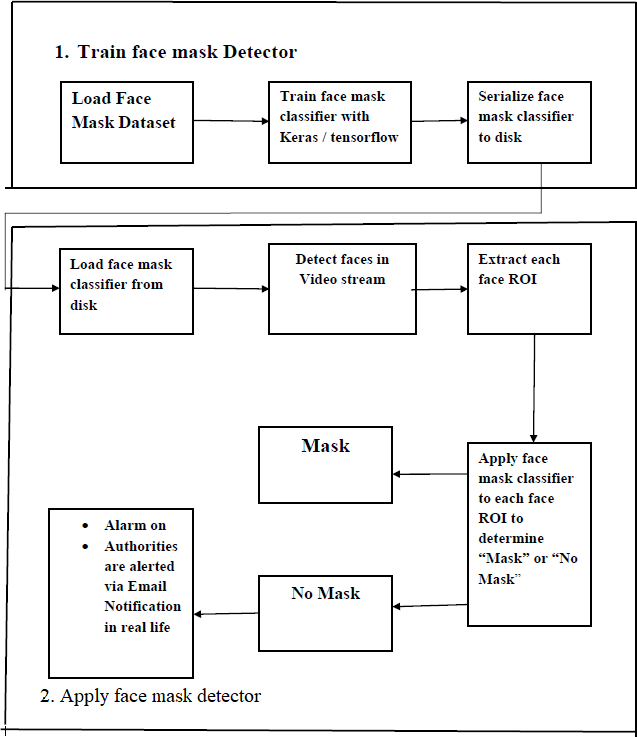 1. Train face mask Detector
Load Face
Mask Dataset
Train face mask
classifier with
Keras / tensorflow
Serialize face
mask classifier
to disk
Load face mask
classifier from
disk
Detect faces in
Video stream
Extract each
face ROI
Mask
Apply face
mask classifier
to each face
ROI to
determine
“Mask” or “No
Mask”
No Mask
• Alarm on
• Authorities
are alerted
via Email
Notification
in real life
2. Apply face mask detector